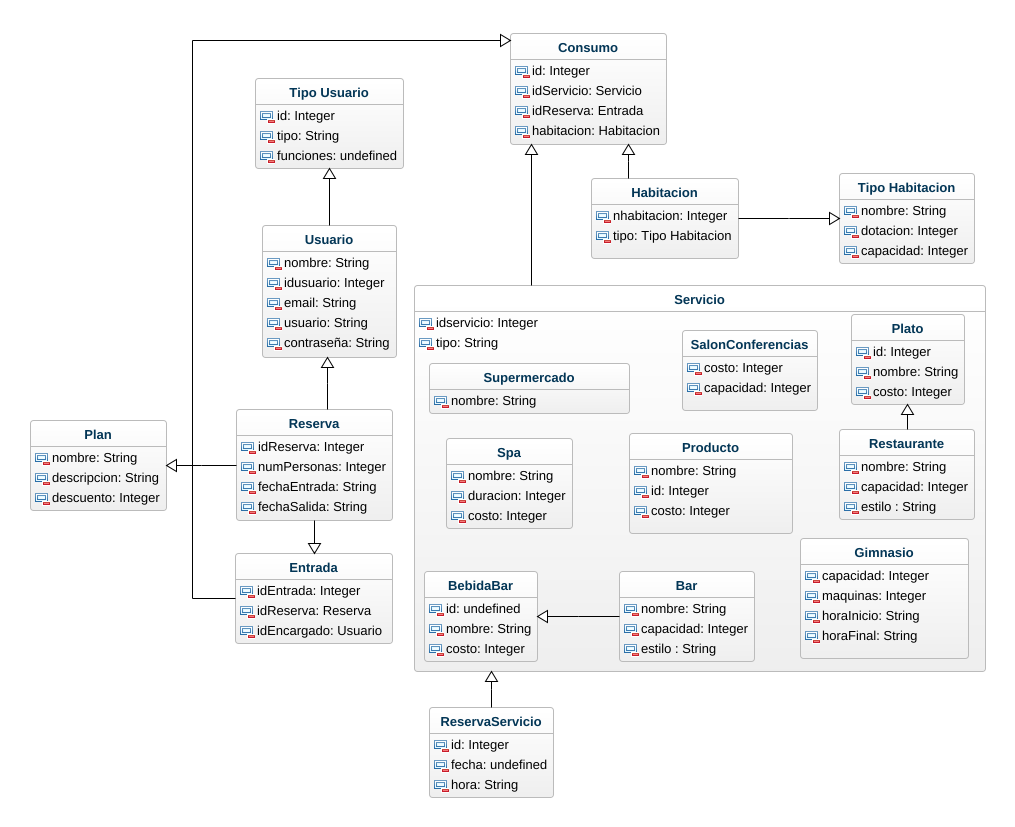 Consumo
id: Integer
idServicio: Servicio
idReserva: Entrada
habitacion: Habitacion
Tipo Usuario
id: Integer
tipo: String
funciones: undefined
Habitacion
nhabitacion: Integer
tipo: Tipo Habitacion
Tipo Habitacion
nombre: String
dotacion: Integer
capacidad: Integer
Usuario
nombre: String
idusuario: Integer
email: String
usuario: String
contraseña: String
Servicio
idservicio: Integer
tipo: String
Supermercado
nombre: String
SalonConferencias
costo: Integer
capacidad: Integer
Plato
id: Integer
nombre: String
costo: Integer
Plan
nombre: String
descripcion: String
descuento: Integer
Reserva
idReserva: Integer
numPersonas: Integer
fechaEntrada: String
fechaSalida: String
Spa
nombre: String
duracion: Integer
costo: Integer
Producto
nombre: String
id: Integer
costo: Integer
Restaurante
nombre: String
capacidad: Integer
estilo : String
Entrada
idEntrada: Integer
idReserva: Reserva
idEncargado: Usuario
BebidaBar
id: undefined
nombre: String
costo: Integer
Bar
nombre: String
capacidad: Integer
estilo : String
Gimnasio
capacidad: Integer
maquinas: Integer
horaInicio: String
horaFinal: String
ReservaServicio
id: Integer
fecha: undefined
hora: String